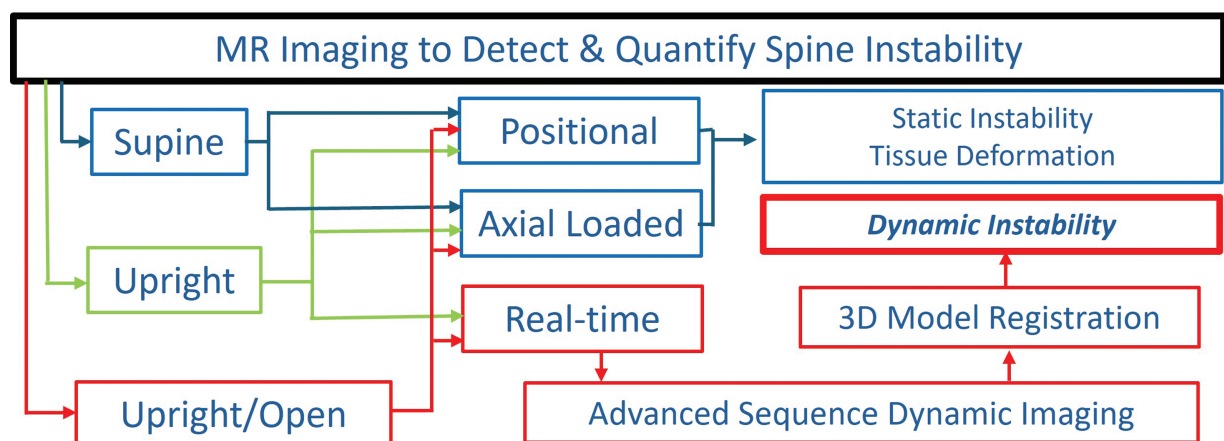 MR Imaging to Detect & Quantify Spine Instability
Supine
Positional
Static Instability
Tissue Deformation
Axial Loaded
Dynamic Instability
Upright
Real-time
3D Model Registration
Upright/Open
Advanced Sequence Dynamic Imaging